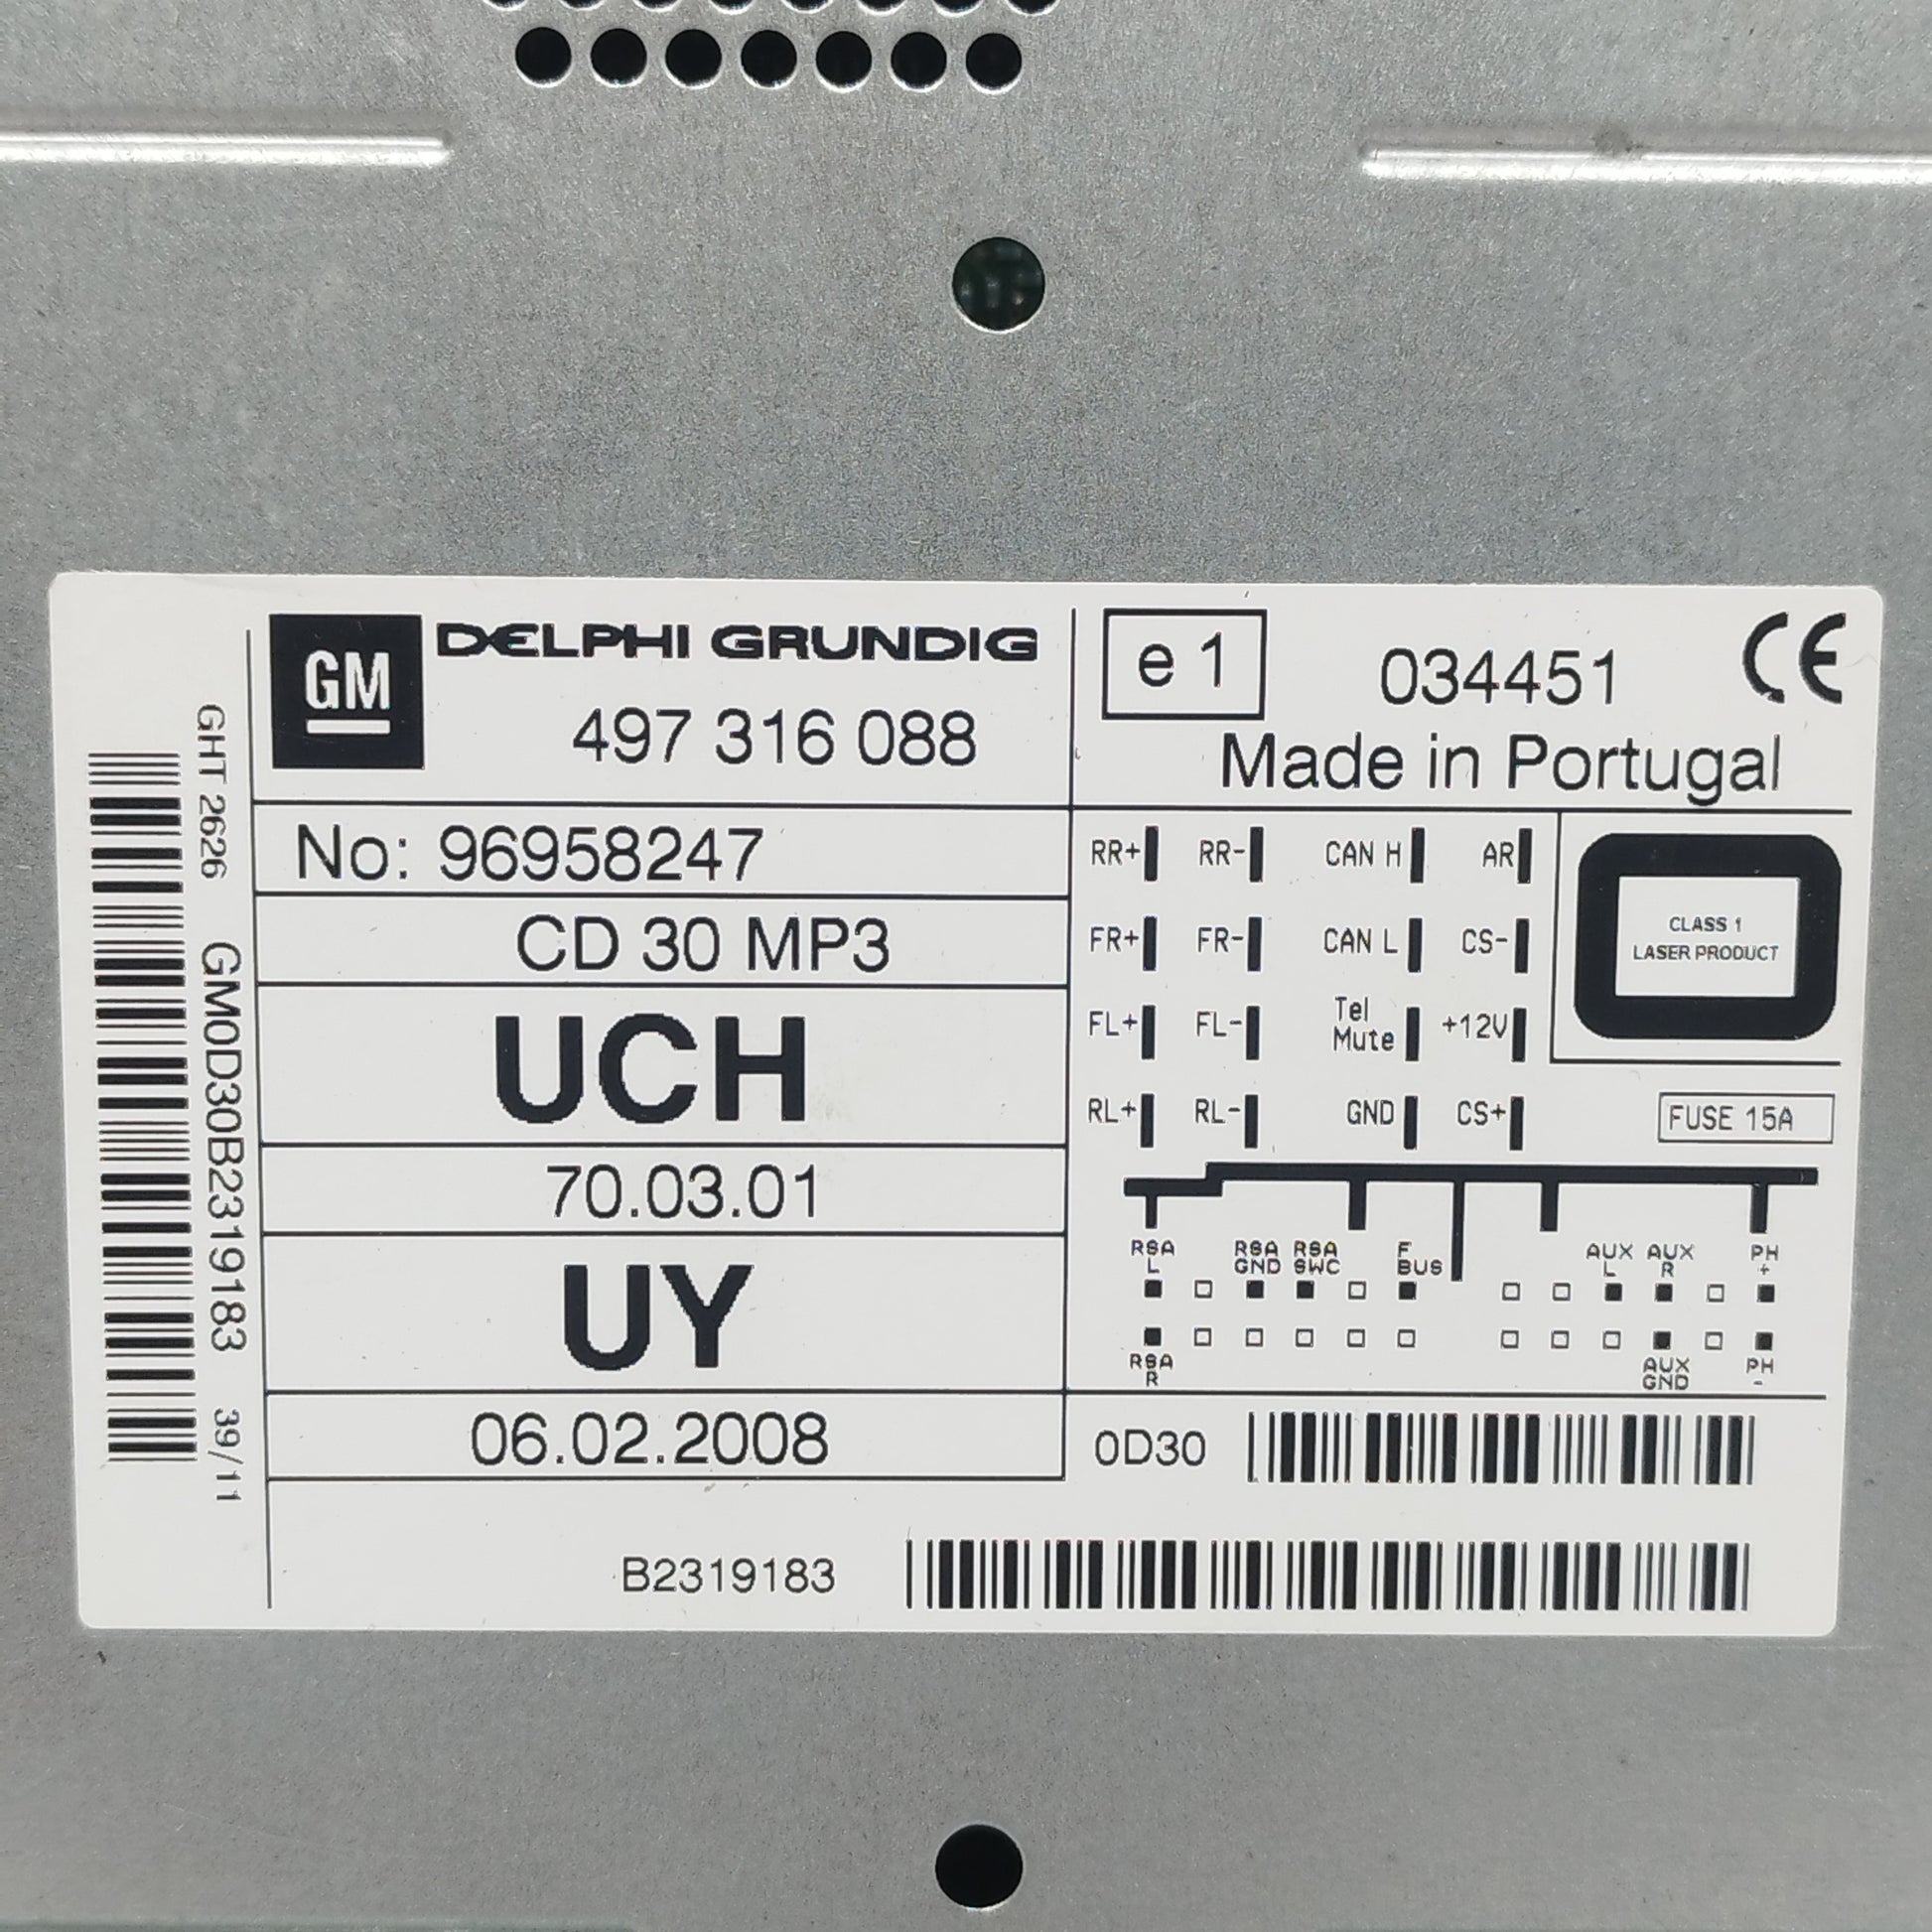 GM
DELPHI GRUNDIG
497 316 088
No: 96958247
CD 30 MP3
UCH
70.03.01
UY
06.02.2008
B2319183
e 1
034451
CE
Made in Portugal
RR+ RR- CAN H AR
FR+ FR- CAN L CS-
FL+ FL- Tel Mute +12V
RL+ RL- GND CS+
CLASS 1
LASER PRODUCT
FUSE 15A
RSA L
RSA GND
RSA SWC
F BUS
AUX L
AUX R
PH +
RSA R
AUX GND
PH -
0D30
GHT 2626 GM0D30B2319183 39/11